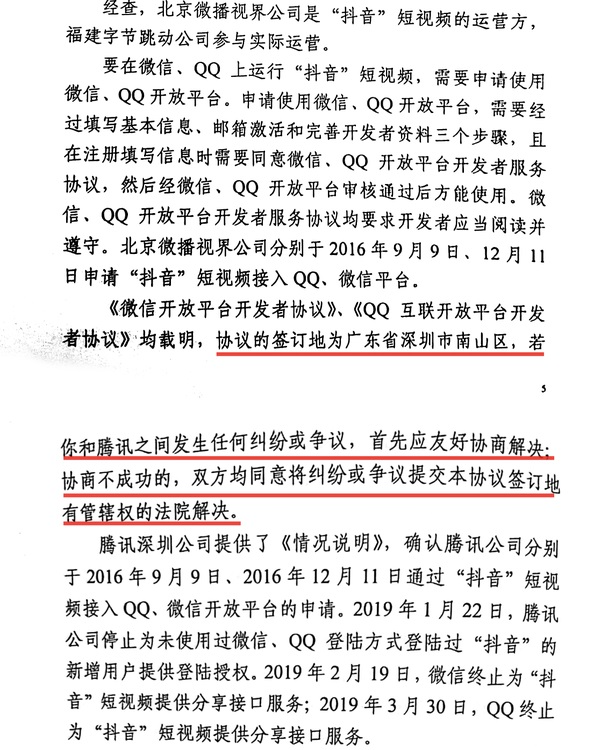 经查，北京微播视界公司是“抖音”短视频的运营方，
福建字节跳动公司参与实际运营。
要在微信、QQ 上运行“抖音”短视频，需要申请使用
微信、QQ 开放平台。申请使用微信、QQ 开放平台，需要经
过填写基本信息、邮箱激活和完善开发者资料三个步骤，且
在注册填写信息时需要同意微信、QQ 开放平台开发者服务
协议，然后经微信、QQ 开放平台审核通过后方能使用。微
信、QQ 开放平台开发者服务协议均要求开发者应当阅读并
遵守。北京微播视界公司分别于 2016 年 9 月 9 日、12 月 11
日申请“抖音”短视频接入 QQ、微信平台。
《微信开放平台开发者协议》、《QQ 互联开放平台开发
者协议》均载明，协议的签订地为广东省深圳市南山区，若
5
你和腾讯之间发生任何纠纷或争议，首先应友好协商解决；
协商不成功的，双方均同意将纠纷或争议提交本协议签订地
有管辖权的法院解决。
腾讯深圳公司提供了《情况说明》，确认腾讯公司分别
于 2016 年 9 月 9 日、2016 年 12 月 11 日通过“抖音”短视
频接入 QQ、微信开放平台的申请。2019 年 1 月 22 日，腾讯
公司停止为未使用过微信、QQ 登陆方式登陆过“抖音”的
新增用户提供登陆授权。2019 年 2 月 19 日，微信终止为“抖
音”短视频提供分享接口服务；2019 年 3 月 30 日，QQ 终止
为“抖音”短视频提供分享接口服务。